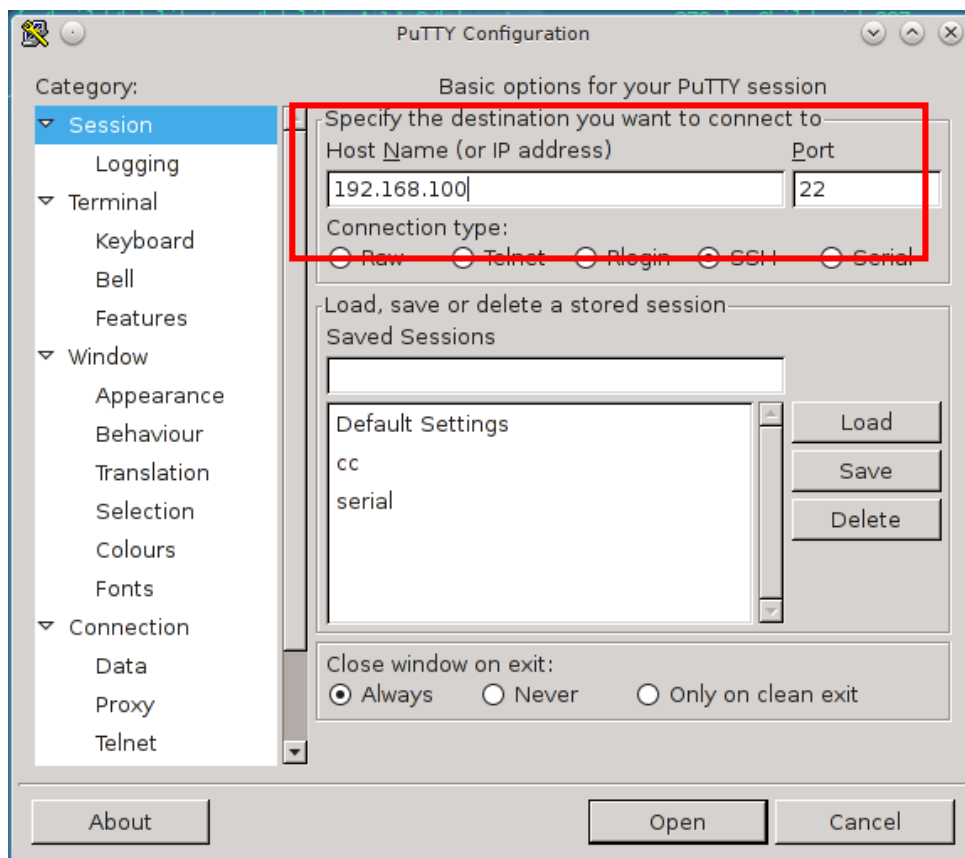 PuTTY Configuration
Category:
Session
Logging
Terminal
Keyboard
Bell
Features
Window
Appearance
Behaviour
Translation
Selection
Colours
Fonts
Connection
Data
Proxy
Telnet
Basic options for your PuTTY session
Specify the destination you want to connect to
Host Name (or IP address) Port
192.168.100 22
Connection type:
Raw Telnet Rlogin SSH Serial
Load, save or delete a stored session
Saved Sessions
Default Settings
cc
serial
Load
Save
Delete
Close window on exit:
Always Never Only on clean exit
About Open Cancel